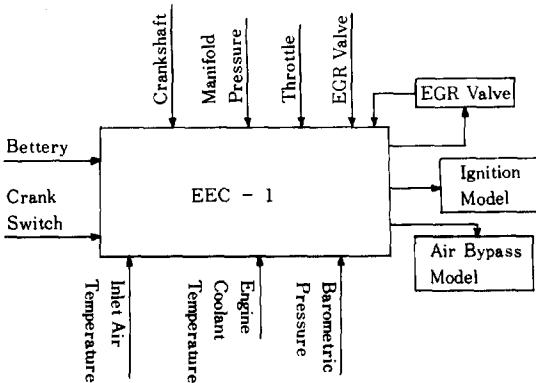 Crankshaft
Manifold
Pressure
Throttle
EGR Valve
EGR Valve
Bettery
Crank
Switch
EEC - 1
Ignition
Model
Air Bypass
Model
Inlet Air
Temperature
Engine
Coolant
Temperature
Barometric
Pressure